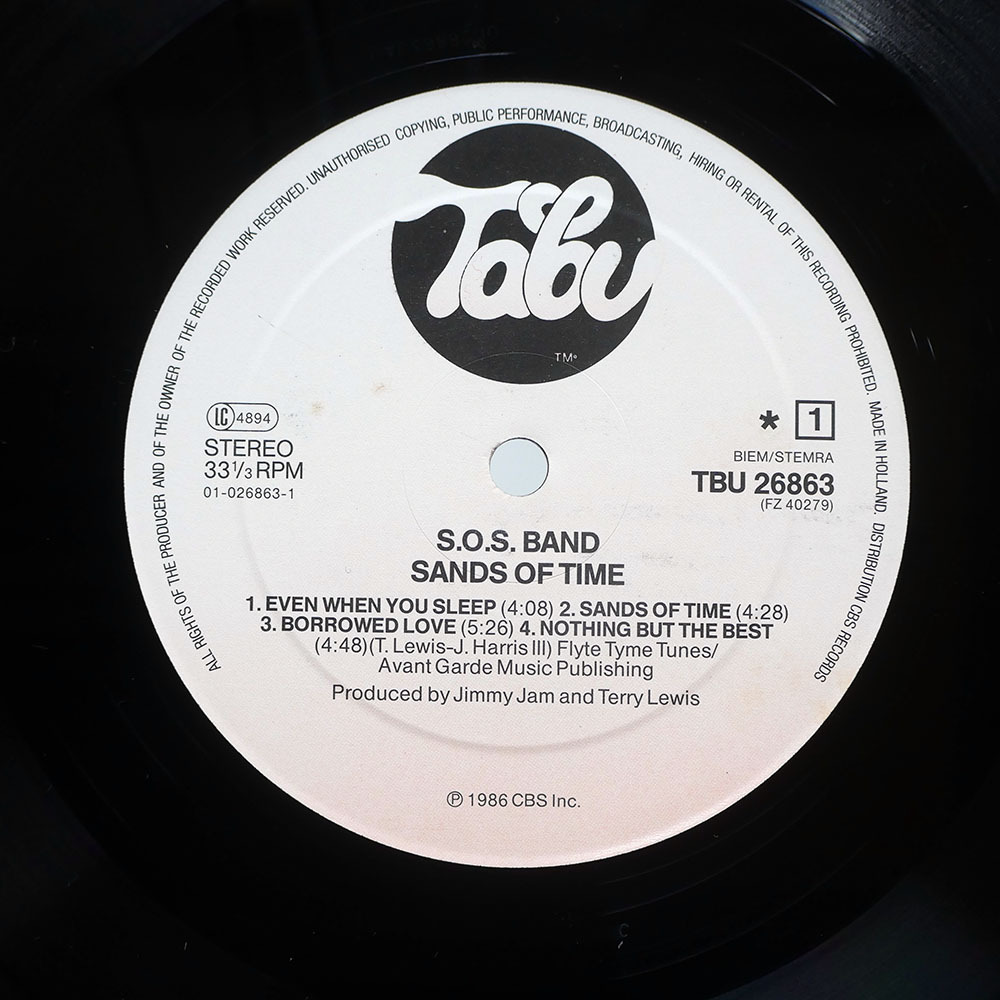 ALL RIGHTS OF THE PRODUCER AND OF THE OWNER OF THE RECORDED WORK RESERVED. UNAUTHORISED COPYING, PUBLIC PERFORMANCE, BROADCASTING, HIRING OR RENTAL OF THIS RECORDING PROHIBITED. MADE IN HOLLAND. DISTRIBUTION CBS RECORDS
Tabu
TM
LC 4894
STEREO
33 1/3 RPM
01-026863-1
* 1
BIEM/STEMRA
TBU 26863
(FZ 40279)
S.O.S. BAND
SANDS OF TIME
1. EVEN WHEN YOU SLEEP (4:08) 2. SANDS OF TIME (4:28)
3. BORROWED LOVE (5:26) 4. NOTHING BUT THE BEST
(4:48)(T. Lewis-J. Harris III) Flyte Tyme Tunes/
Avant Garde Music Publishing
Produced by Jimmy Jam and Terry Lewis
℗ 1986 CBS Inc.